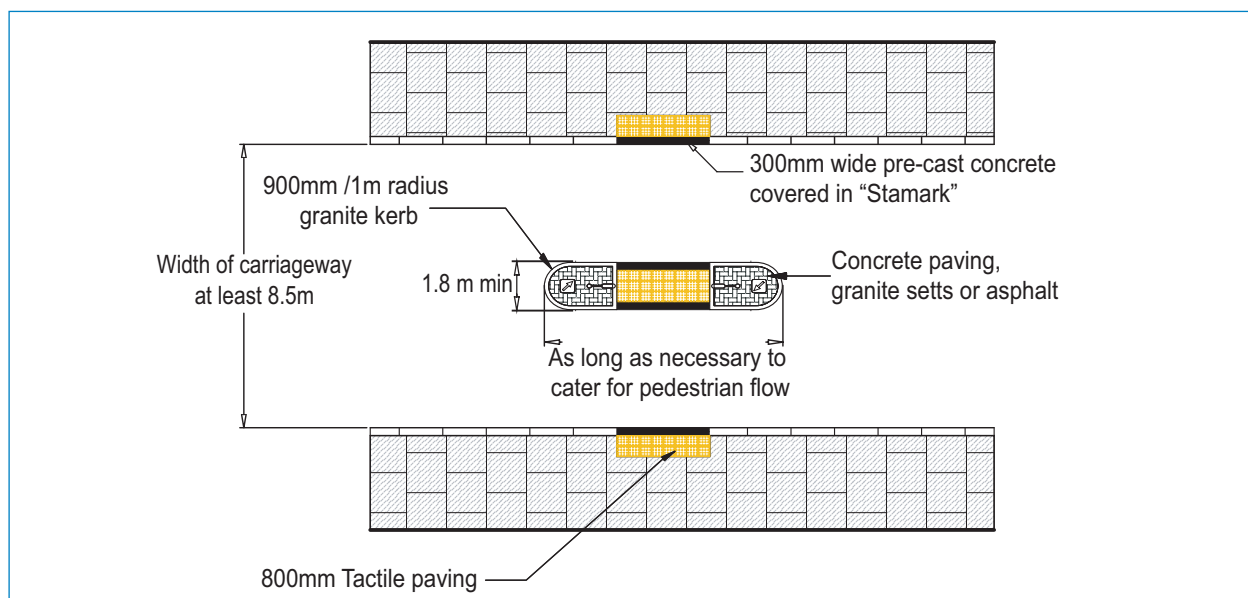 300mm wide pre-cast concrete
covered in “Stamark”
900mm /1m radius
granite kerb
Width of carriageway
at least 8.5m
1.8 m min
Concrete paving,
granite setts or asphalt
As long as necessary to
cater for pedestrian flow
800mm Tactile paving